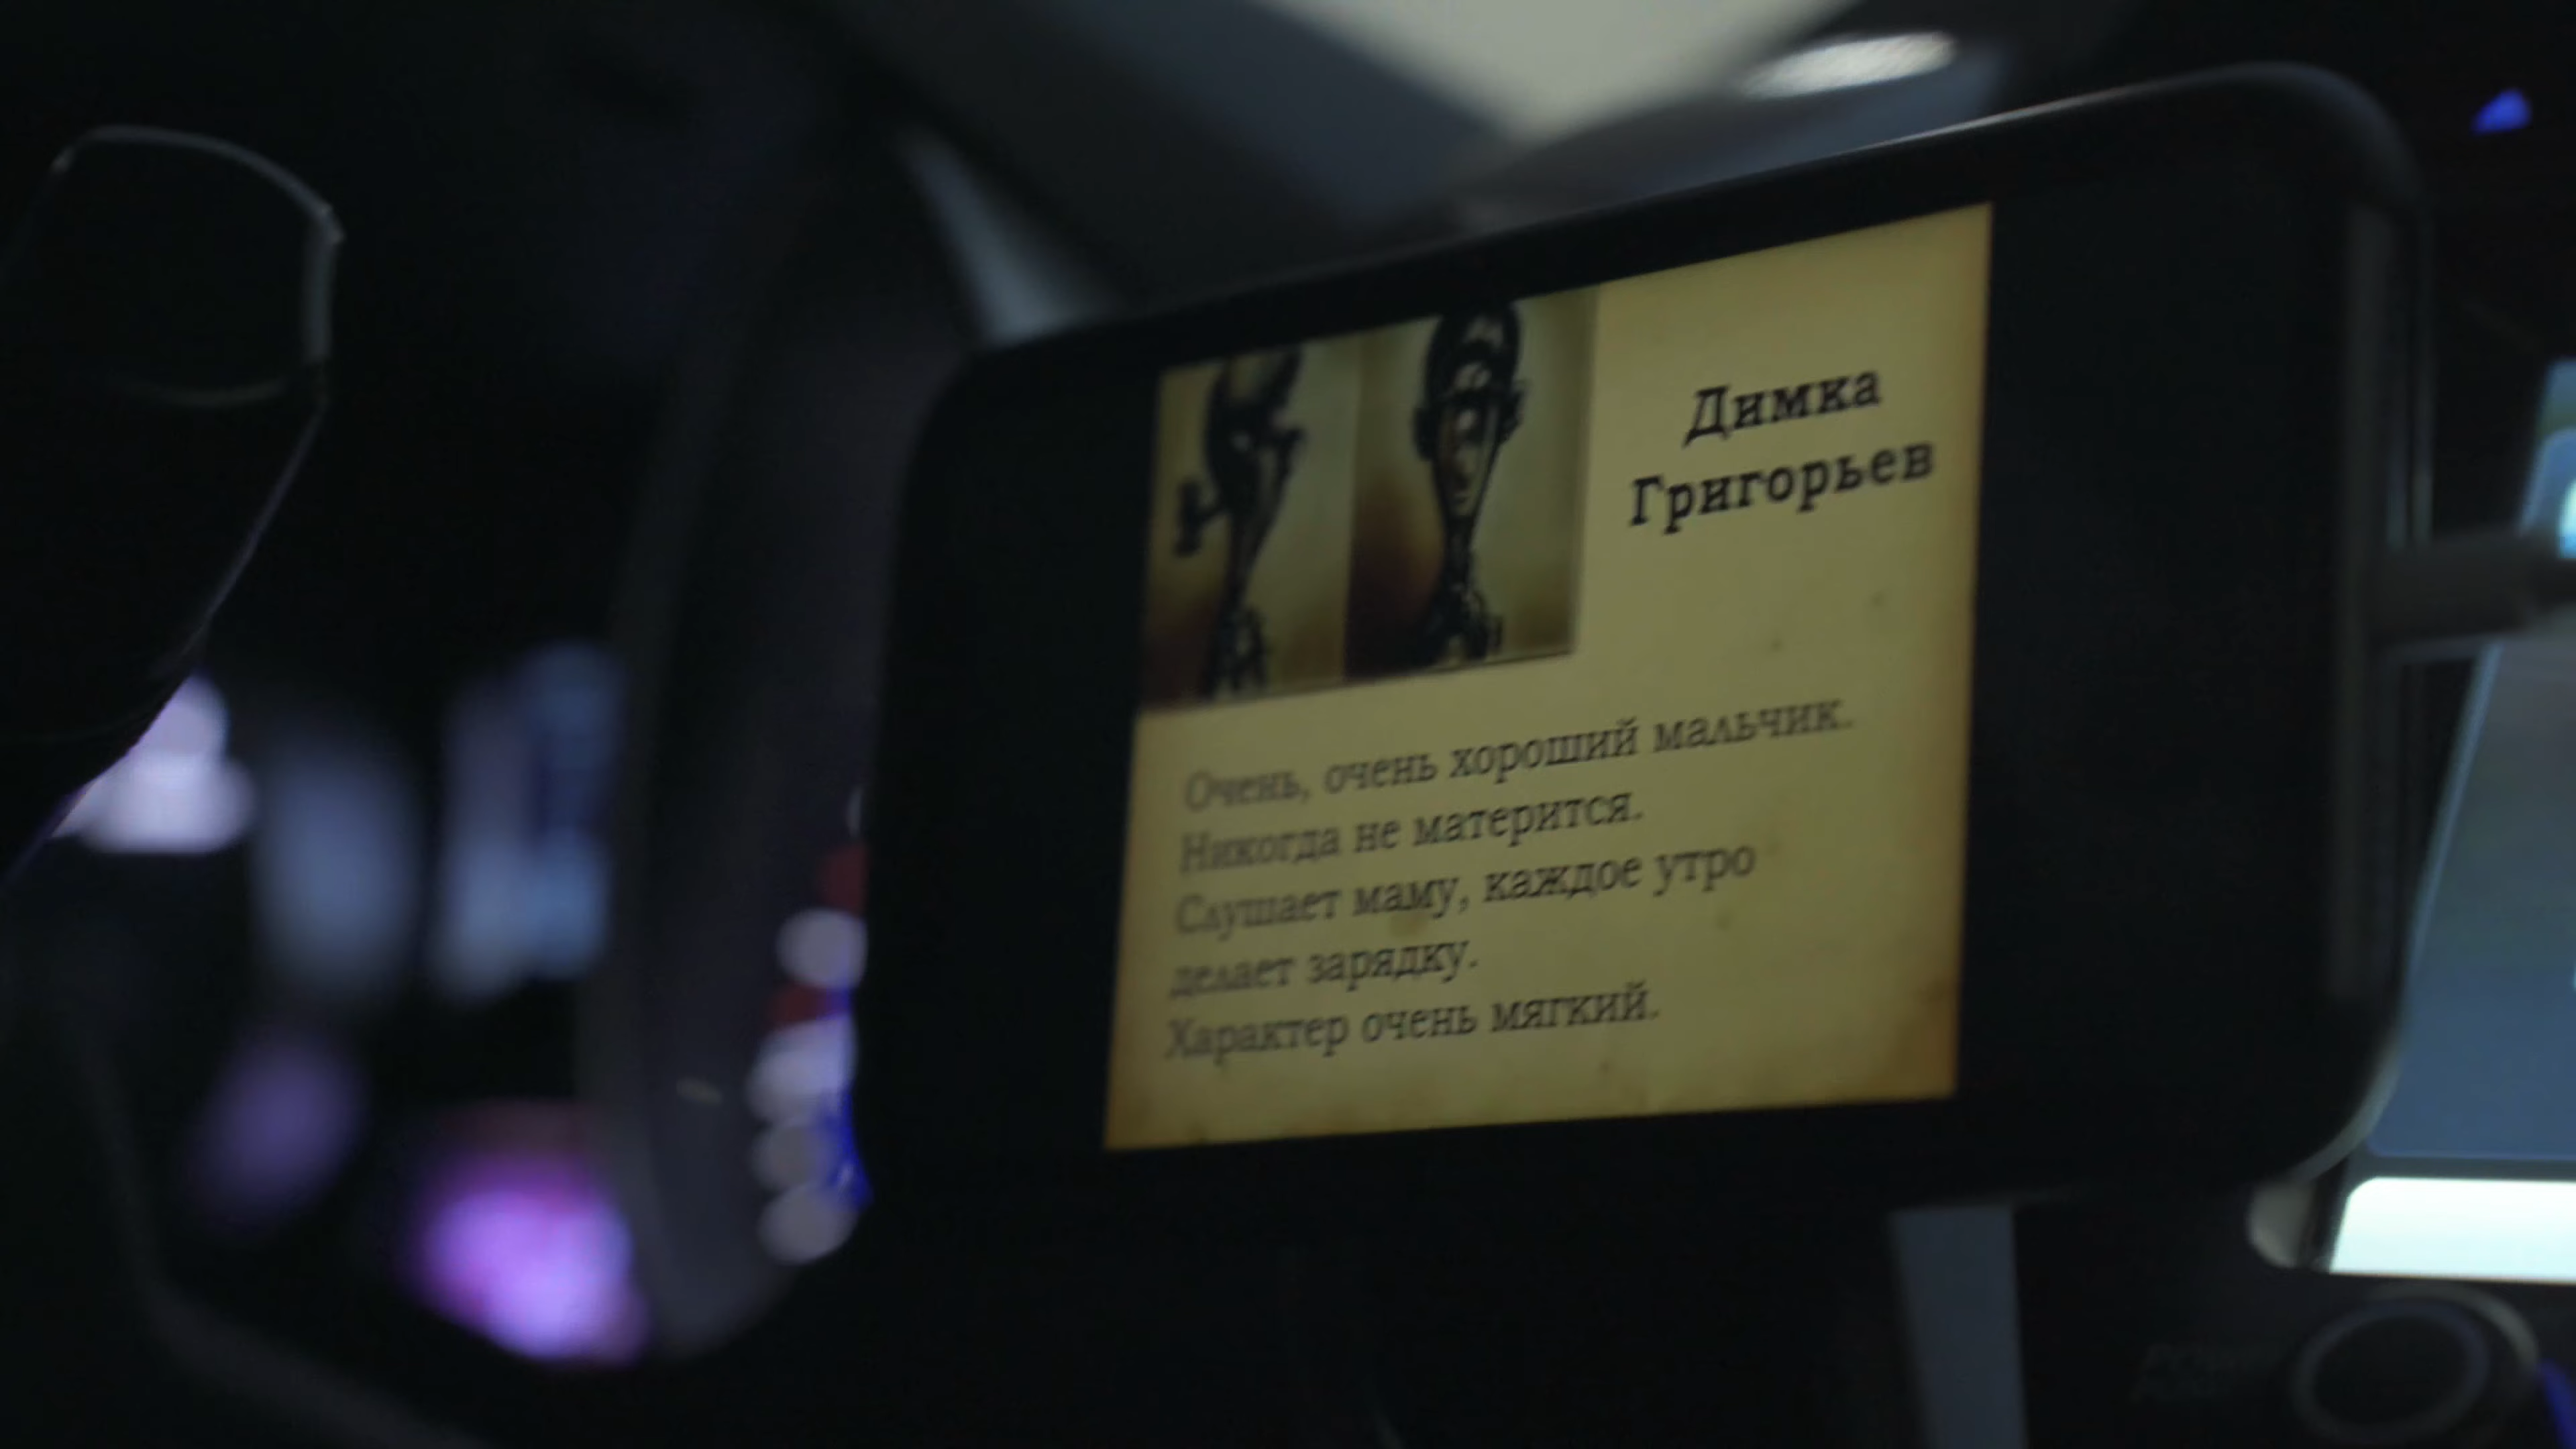 Димка
Григорьев
Очень, очень хороший мальчик.
Никогда не матерится.
Слушает маму, каждое утро
делает зарядку.
Характер очень мягкий.